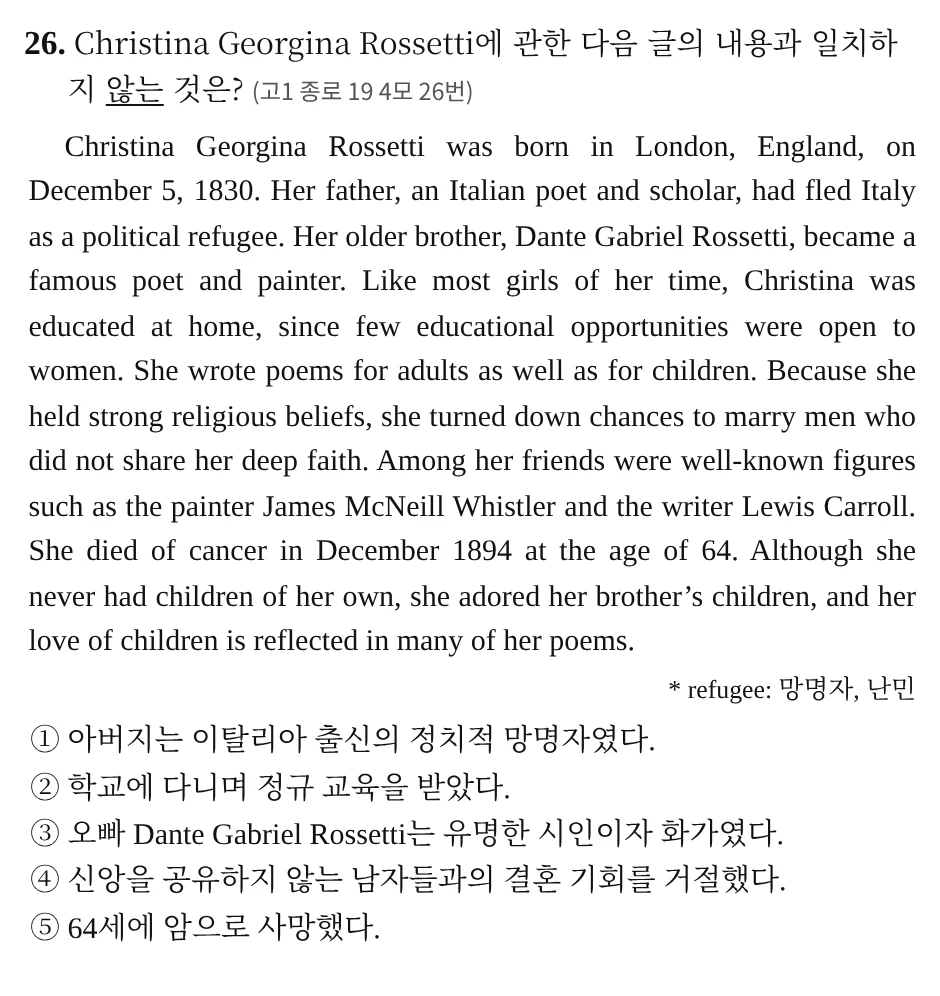 26. Christina Georgina Rossetti에 관한 다음 글의 내용과 일치하
지 않는 것은? (고1 종로 19 4모 26번)
Christina Georgina Rossetti was born in London, England, on
December 5, 1830. Her father, an Italian poet and scholar, had fled Italy
as a political refugee. Her older brother, Dante Gabriel Rossetti, became a
famous poet and painter. Like most girls of her time, Christina was
educated at home, since few educational opportunities were open to
women. She wrote poems for adults as well as for children. Because she
held strong religious beliefs, she turned down chances to marry men who
did not share her deep faith. Among her friends were well-known figures
such as the painter James McNeill Whistler and the writer Lewis Carroll.
She died of cancer in December 1894 at the age of 64. Although she
never had children of her own, she adored her brother’s children, and her
love of children is reflected in many of her poems.
* refugee: 망명자, 난민
① 아버지는 이탈리아 출신의 정치적 망명자였다.
② 학교에 다니며 정규 교육을 받았다.
③ 오빠 Dante Gabriel Rossetti는 유명한 시인이자 화가였다.
④ 신앙을 공유하지 않는 남자들과의 결혼 기회를 거절했다.
⑤ 64세에 암으로 사망했다.